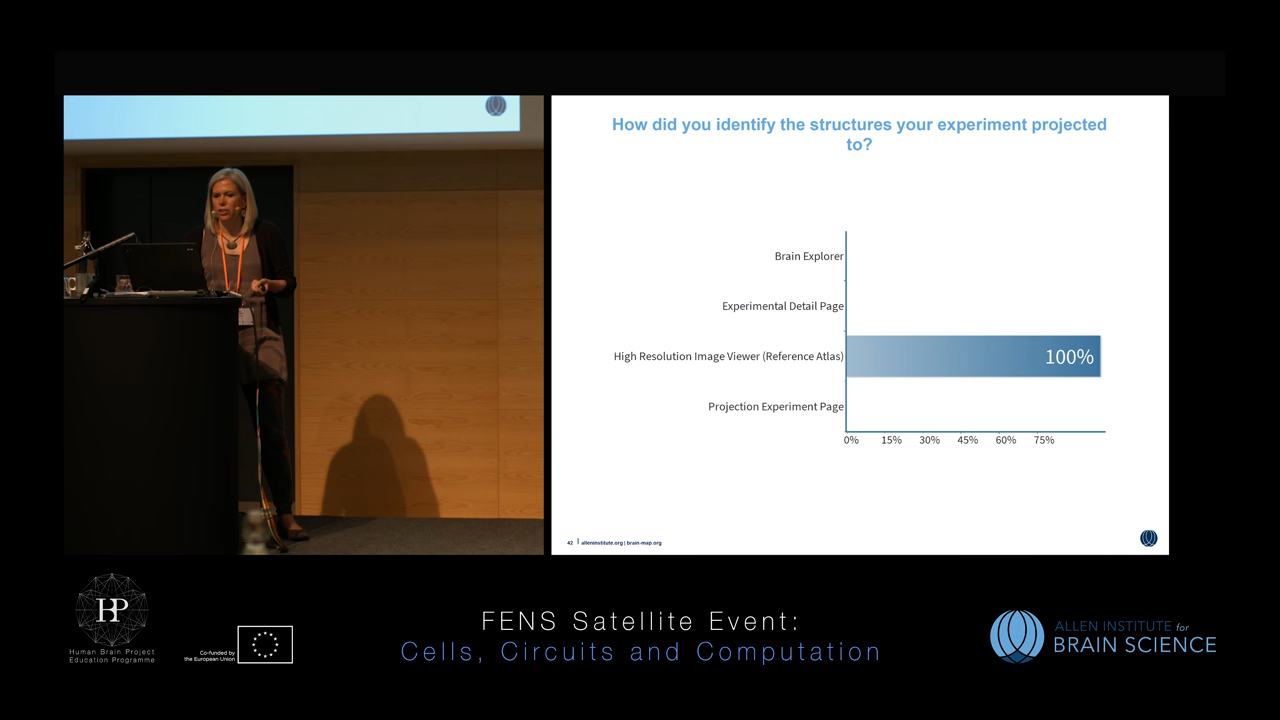 How did you identify the structures your experiment projected
to?
Brain Explorer
Experimental Detail Page
High Resolution Image Viewer (Reference Atlas)
100%
Projection Experiment Page
0% 15% 30% 45% 60% 75%
42 | alleninstitute.org | brain-map.org
HP
Human Brain Project
Education Programme
Co-funded by
the European Union
FENS Satellite Event:
Cells, Circuits and Computation
ALLEN INSTITUTE for
BRAIN SCIENCE